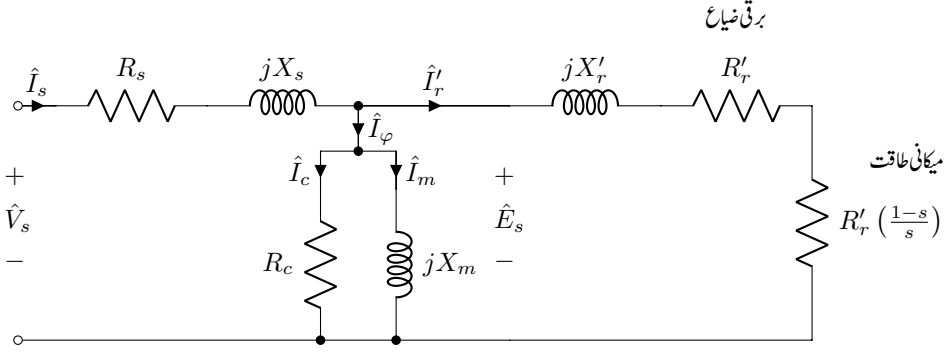 برقی ضیاع
R_s
jX_s
jX'_r
R'_r
Î_s
Î'_r
Î_φ
Î_c
Î_m
میکانی طاقت
+
V̂_s
−
R_c
jX_m
+
Ê_s
−
R'_r (\frac{1-s}{s})